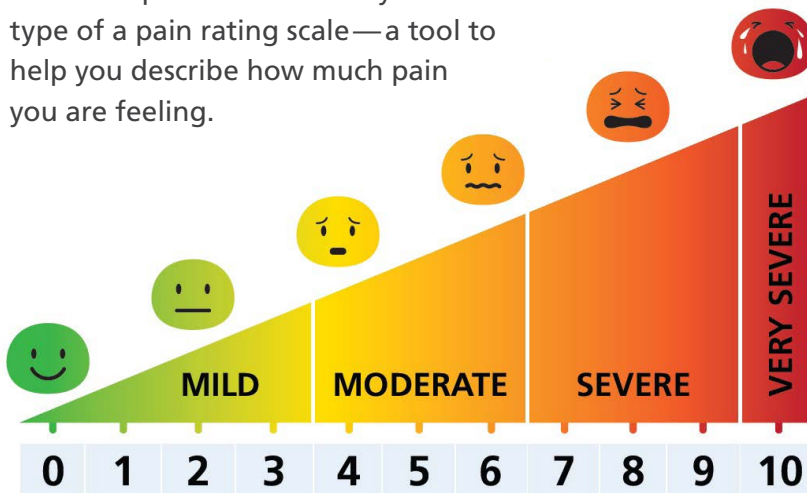 type of a pain rating scale—a tool to
help you describe how much pain
you are feeling.
MILD MODERATE SEVERE VERY SEVERE
0 1 2 3 4 5 6 7 8 9 10